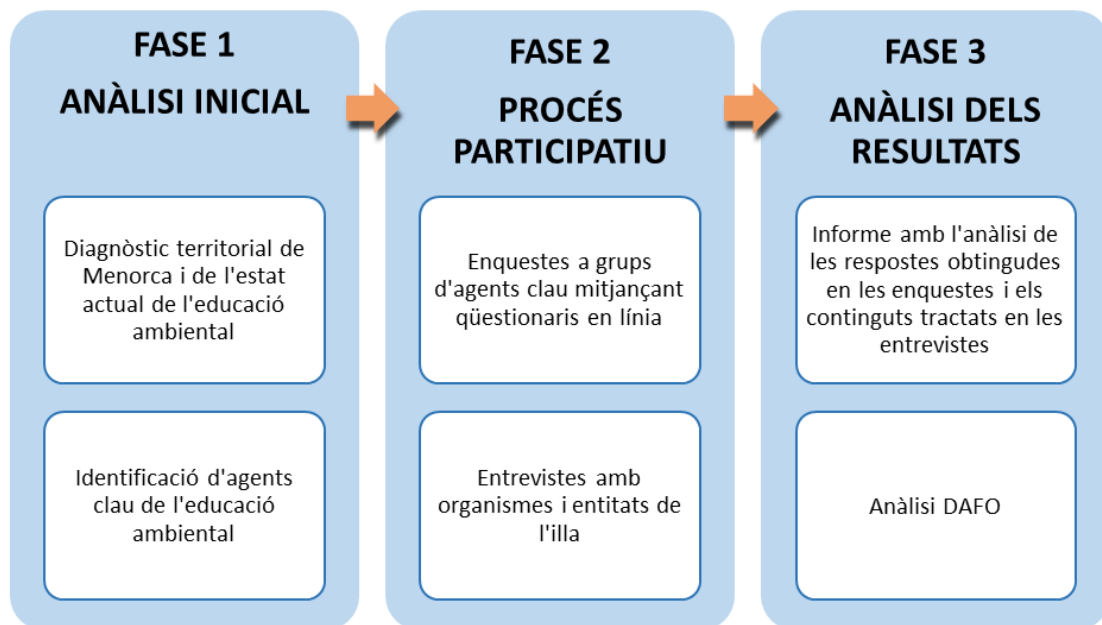 FASE 1
ANÀLISI INICIAL
Diagnòstic territorial de
Menorca i de l'estat
actual de l'educació
ambiental
Identificació d'agents
clau de l'educació
ambiental
FASE 2
PROCÉS
PARTICIPATIU
Enquestes a grups
d'agents clau mitjançant
qüestionaris en línia
Entrevistes amb
organismes i entitats de
l'illa
FASE 3
ANÀLISI DELS
RESULTATS
Informe amb l'anàlisi de
les respostes obtingudes
en les enquestes i els
continguts tractats en les
entrevistes
Anàlisi DAFO